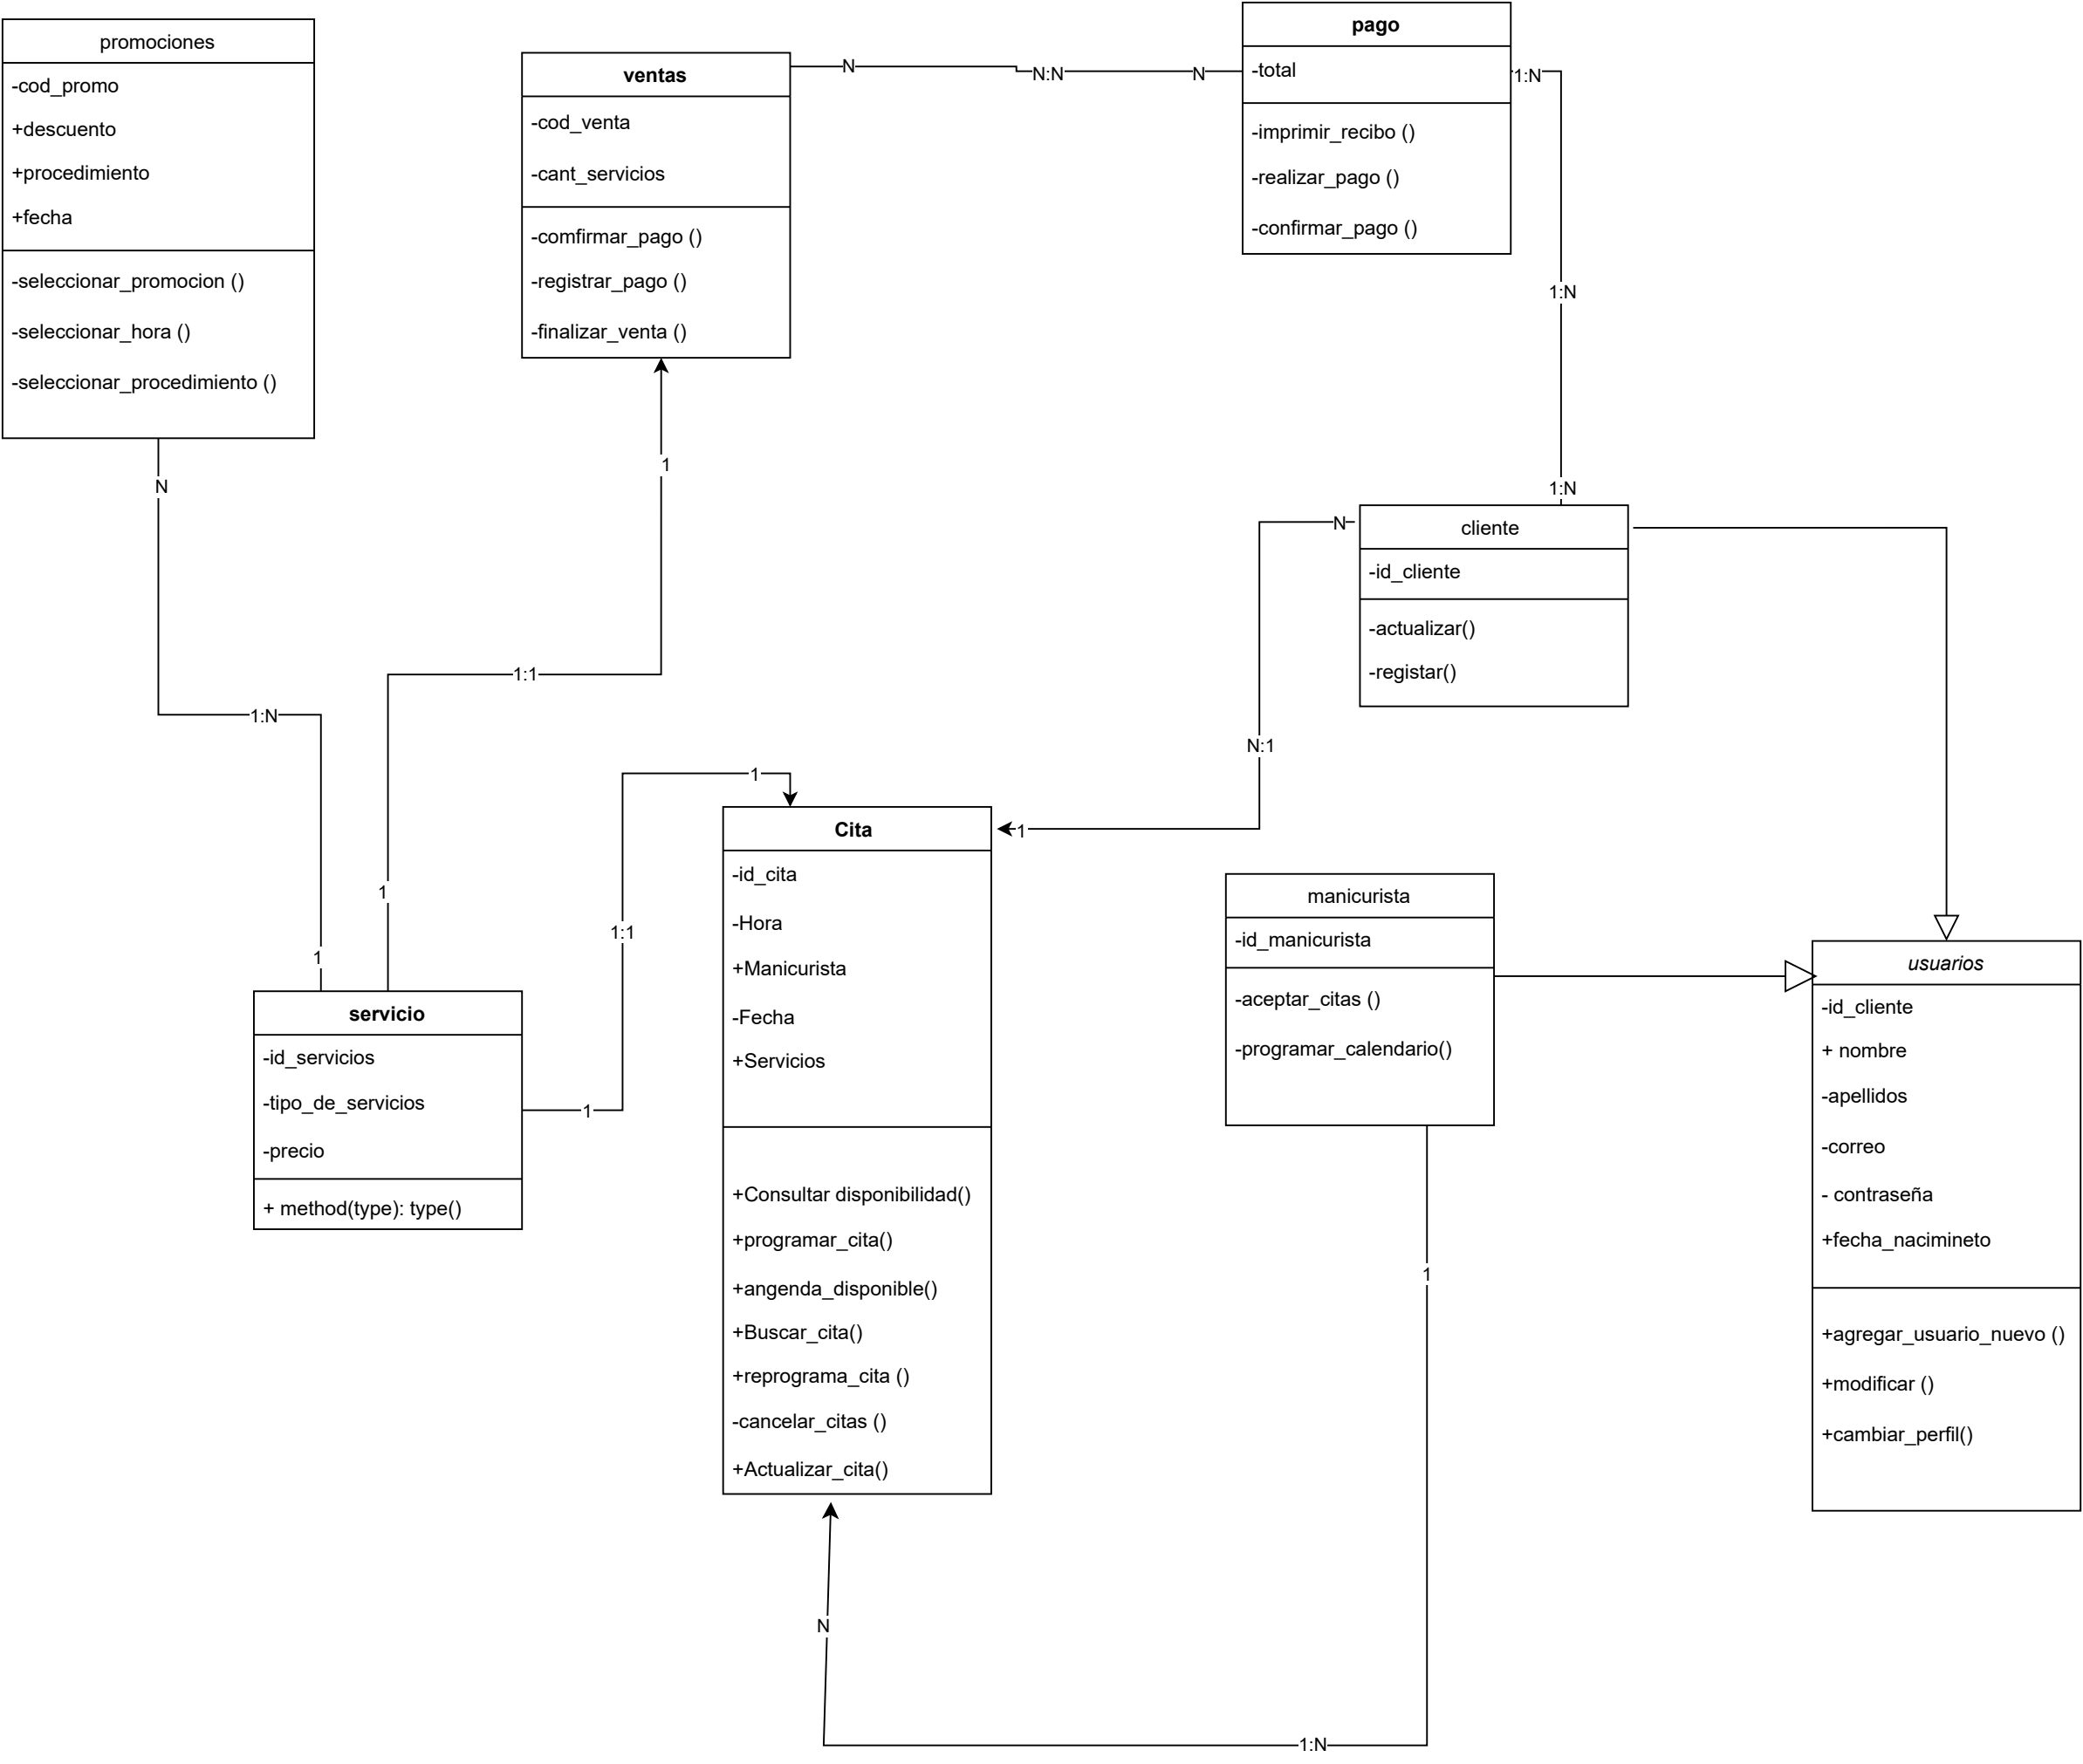 promociones
-cod_promo
+descuento
+procedimiento
+fecha
-seleccionar_promocion ()
-seleccionar_hora ()
-seleccionar_procedimiento ()
ventas
-cod_venta
-cant_servicios
-comfirmar_pago ()
-registrar_pago ()
-finalizar_venta ()
N
N:N
N
pago
-total
-imprimir_recibo ()
-realizar_pago ()
-confirmar_pago ()
1:N
1:N
1:N
cliente
-id_cliente
-actualizar()
-registar()
N
N:1
1
N
1:N
1
1
1:1
1
servicio
-id_servicios
-tipo_de_servicios
-precio
+ method(type): type()
1
1:1
1
Cita
-id_cita
-Hora
+Manicurista
-Fecha
+Servicios
+Consultar disponibilidad()
+programar_cita()
+angenda_disponible()
+Buscar_cita()
+reprograma_cita ()
-cancelar_citas ()
+Actualizar_cita()
manicurista
-id_manicurista
-aceptar_citas ()
-programar_calendario()
1
1:N
N
usuarios
-id_cliente
+ nombre
-apellidos
-correo
- contraseña
+fecha_nacimineto
+agregar_usuario_nuevo ()
+modificar ()
+cambiar_perfil()